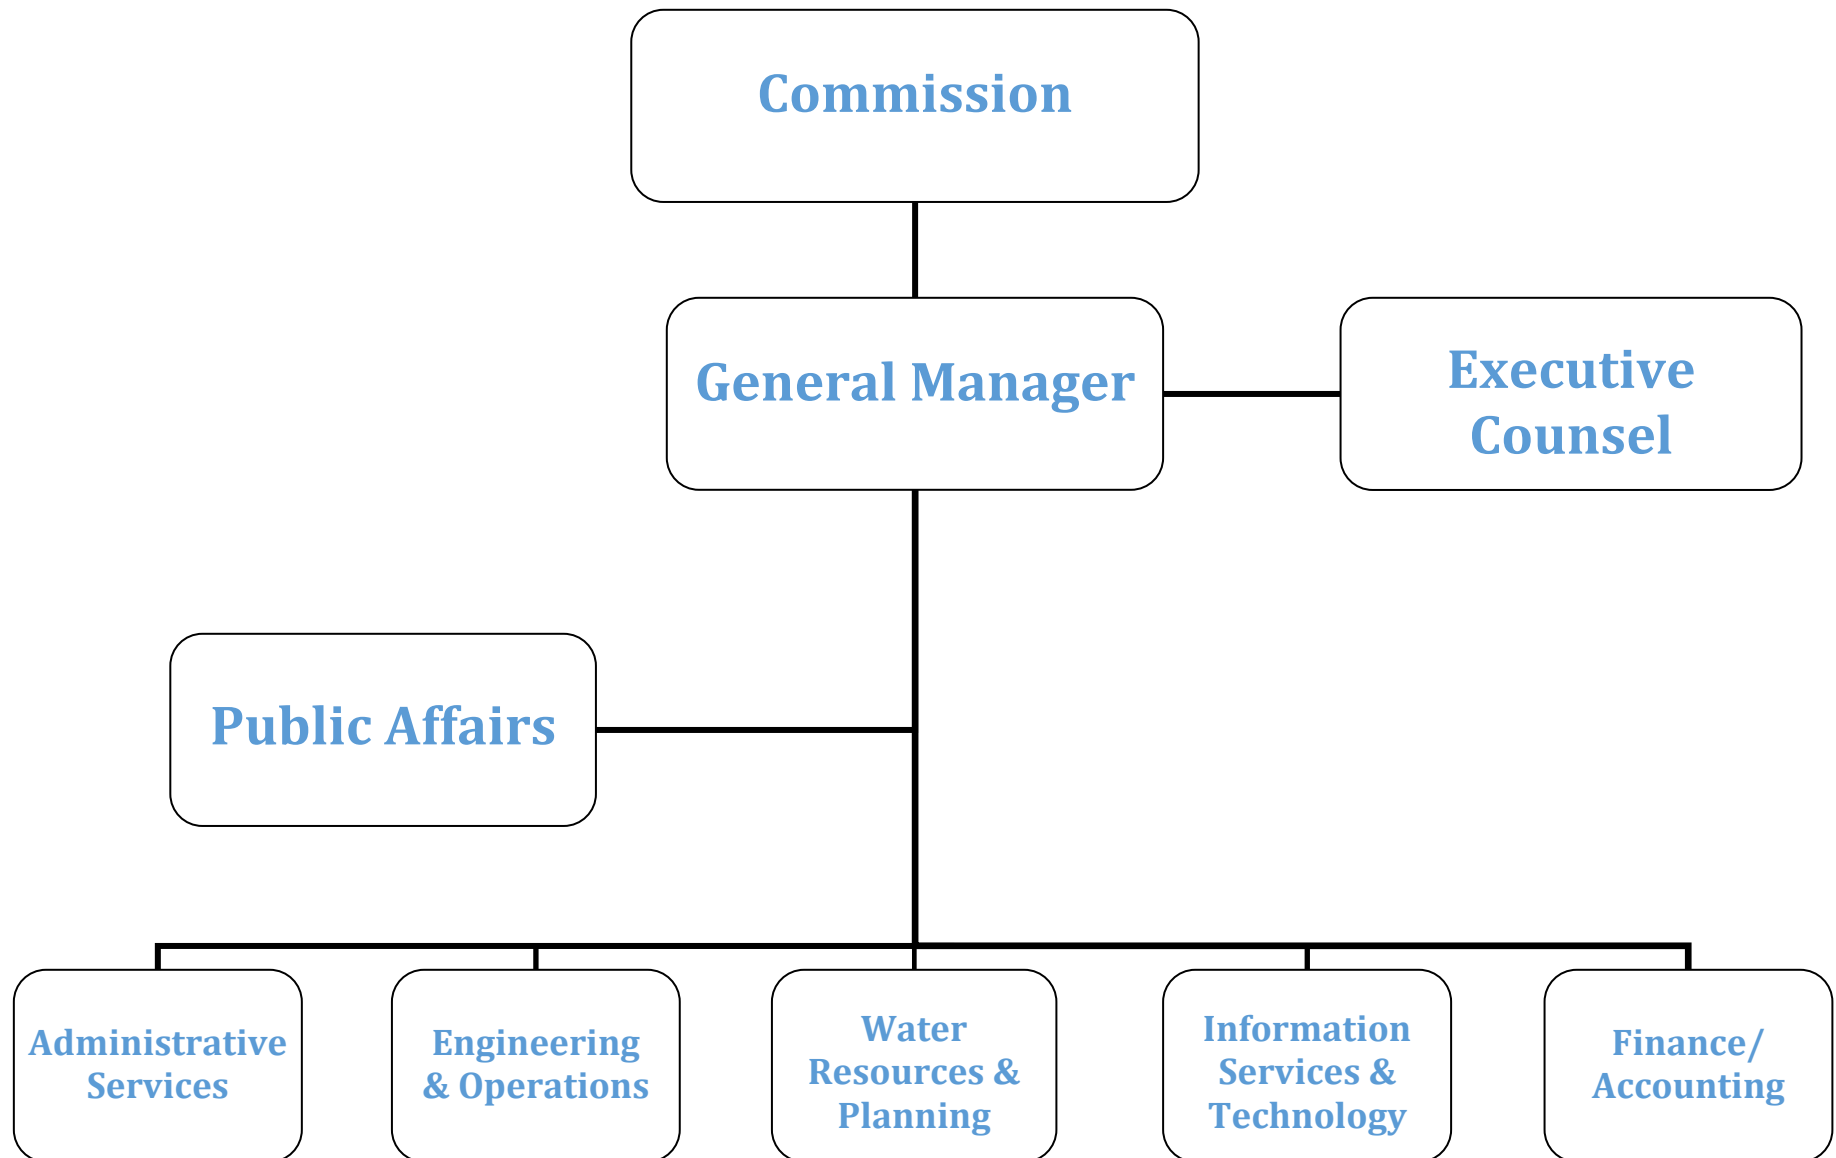 Commission
General Manager
Executive
Counsel
Public Affairs
Administrative
Services
Engineering
& Operations
Water
Resources &
Planning
Information
Services &
Technology
Finance/
Accounting